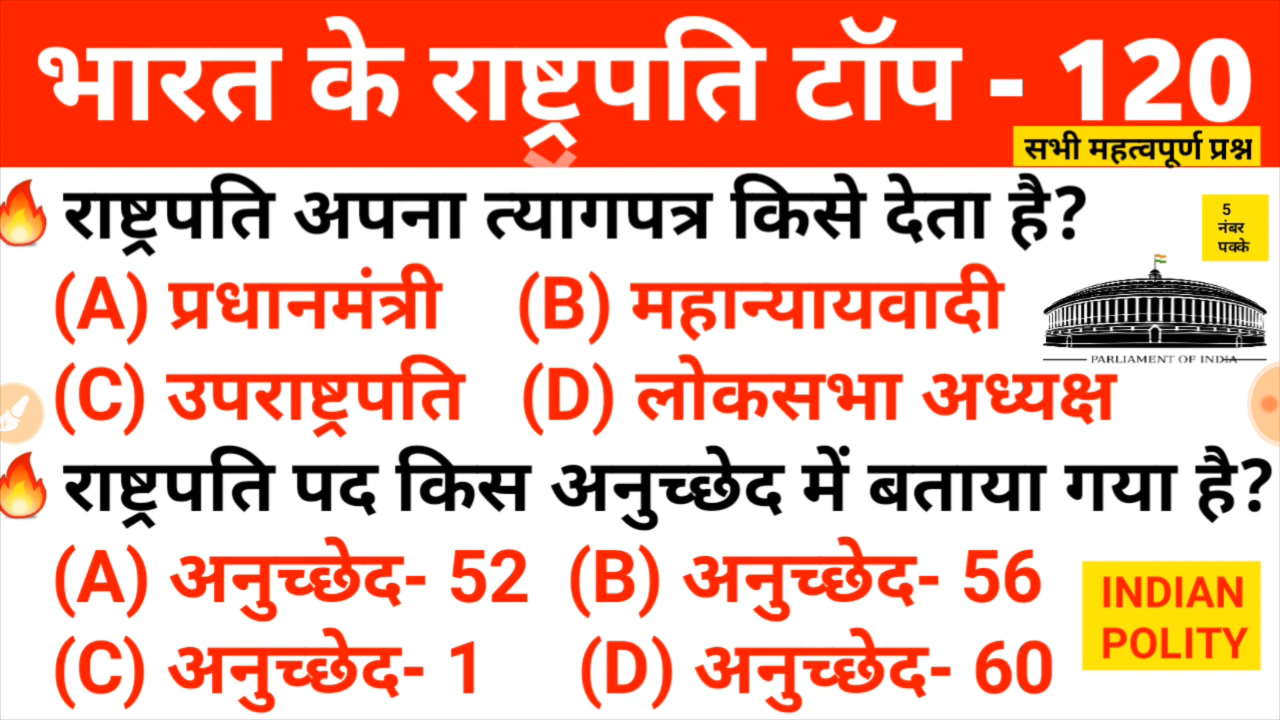 भारत के राष्ट्रपति टॉप - 120
सभी महत्वपूर्ण प्रश्न
🔥 राष्ट्रपति अपना त्यागपत्र किसे देता है?
5
नंबर
पक्के
(A) प्रधानमंत्री (B) महान्यायवादी
(C) उपराष्ट्रपति (D) लोकसभा अध्यक्ष
PARLIAMENT OF INDIA
🔥 राष्ट्रपति पद किस अनुच्छेद में बताया गया है?
(A) अनुच्छेद- 52 (B) अनुच्छेद- 56
(C) अनुच्छेद- 1 (D) अनुच्छेद- 60
INDIAN
POLITY